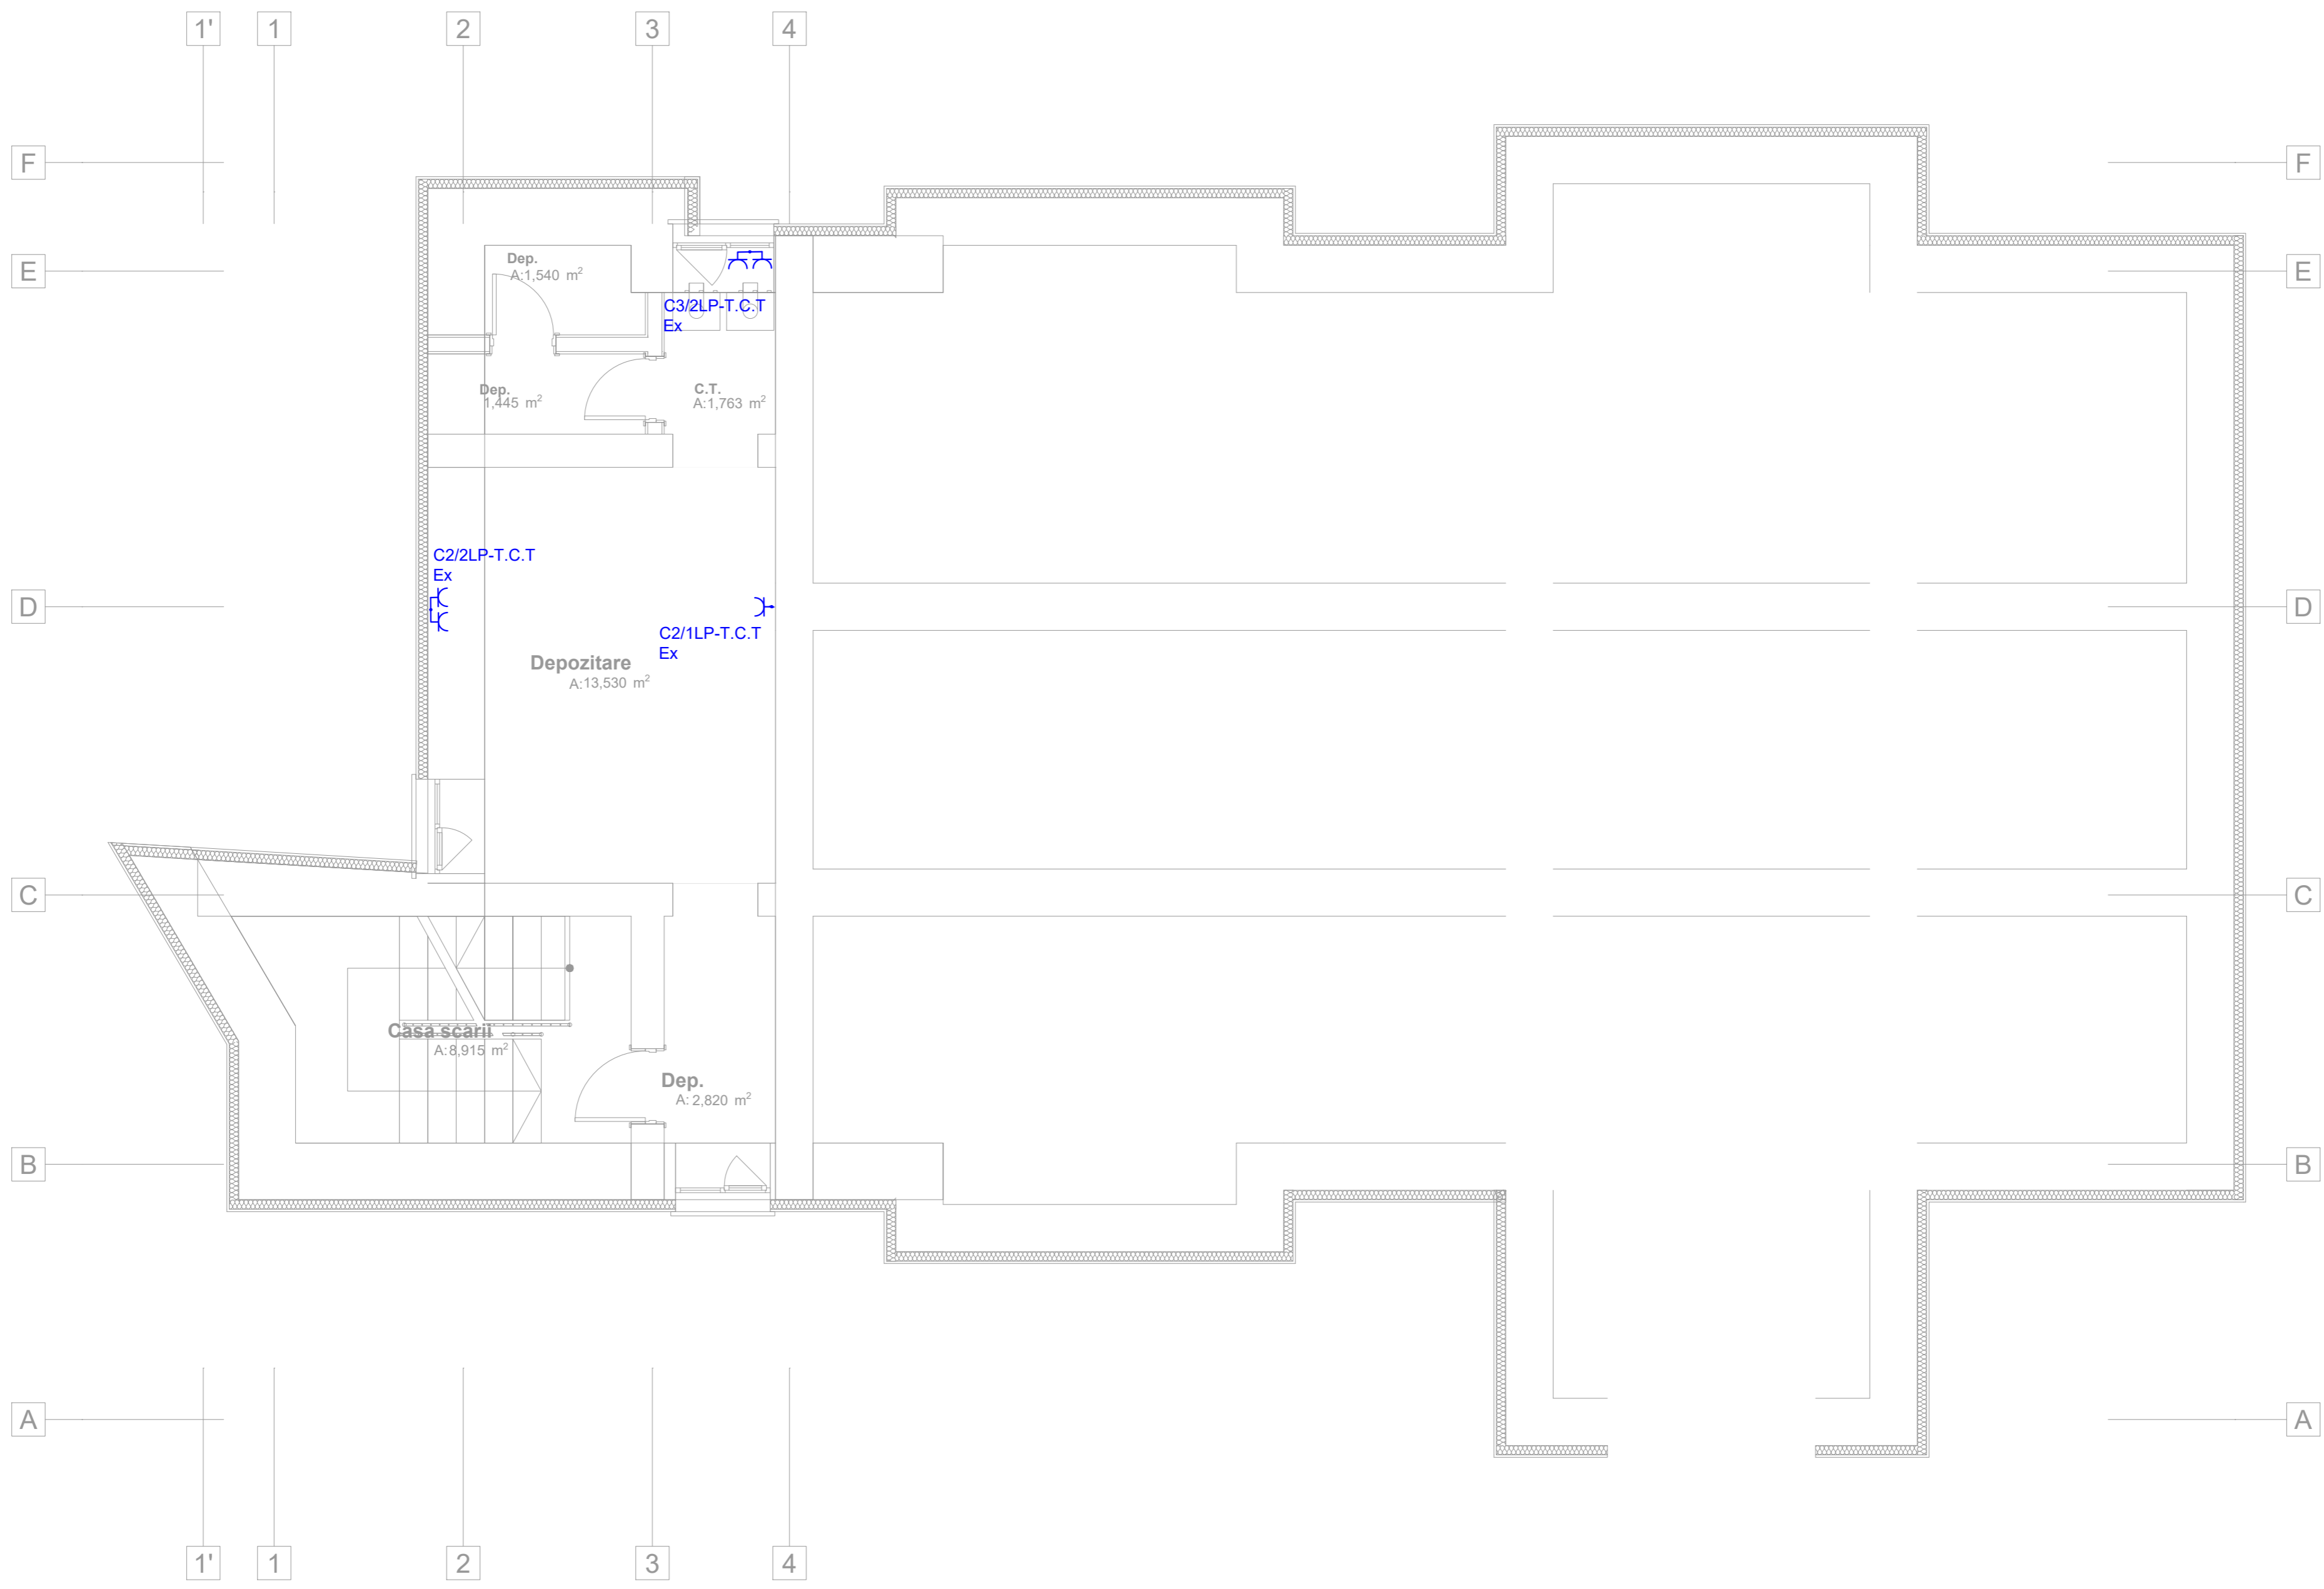 1' 1 2 3 4
F F
Dep.
A:1,540 m²
E E
C3/2LP-T.C.T
Ex
Dep.
1,445 m²
C.T.
A:1,763 m²
C2/2LP-T.C.T
Ex
D D
C2/1LP-T.C.T
Ex
Depozitare
A:13,530 m²
C C
Casa scarii
A:8,915 m²
Dep.
A: 2,820 m²
B B
A A
1' 1 2 3 4